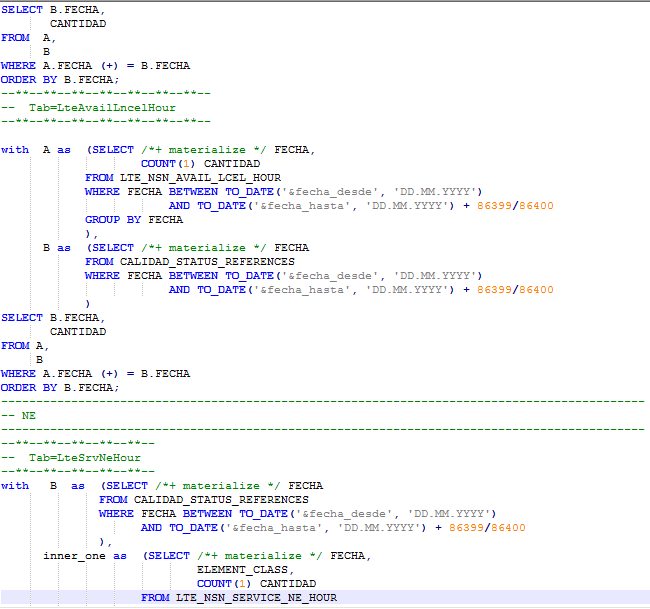 SELECT B.FECHA,
       CANTIDAD
FROM  A,
      B
WHERE A.FECHA (+) = B.FECHA
ORDER BY B.FECHA;
--**--**--**--**--**--**--**--
--  Tab=LteAvailLncelHour
--**--**--**--**--**--**--**--
with  A as  (SELECT /*+ materialize */ FECHA,
                    COUNT(1) CANTIDAD
            FROM LTE_NSN_AVAIL_LCEL_HOUR
            WHERE FECHA BETWEEN TO_DATE('&fecha_desde', 'DD.MM.YYYY')
                        AND TO_DATE('&fecha_hasta', 'DD.MM.YYYY') + 86399/86400
            GROUP BY FECHA
            ),
      B as  (SELECT /*+ materialize */ FECHA
            FROM CALIDAD_STATUS_REFERENCES
            WHERE FECHA BETWEEN TO_DATE('&fecha_desde', 'DD.MM.YYYY')
                        AND TO_DATE('&fecha_hasta', 'DD.MM.YYYY') + 86399/86400
            )
SELECT B.FECHA,
       CANTIDAD
FROM A,
     B
WHERE A.FECHA (+) = B.FECHA
ORDER BY B.FECHA;
--------------------------------------------------------------------------------------------
-- NE
--------------------------------------------------------------------------------------------
--**--**--**--**--**--
--  Tab=LteSrvNeHour
--**--**--**--**--**--
with   B  as  (SELECT /*+ materialize */ FECHA
              FROM CALIDAD_STATUS_REFERENCES
              WHERE FECHA BETWEEN TO_DATE('&fecha_desde', 'DD.MM.YYYY')
                    AND TO_DATE('&fecha_hasta', 'DD.MM.YYYY') + 86399/86400
              ),
      inner_one as  (SELECT /*+ materialize */ FECHA,
                            ELEMENT_CLASS,
                            COUNT(1) CANTIDAD
                    FROM LTE_NSN_SERVICE_NE_HOUR